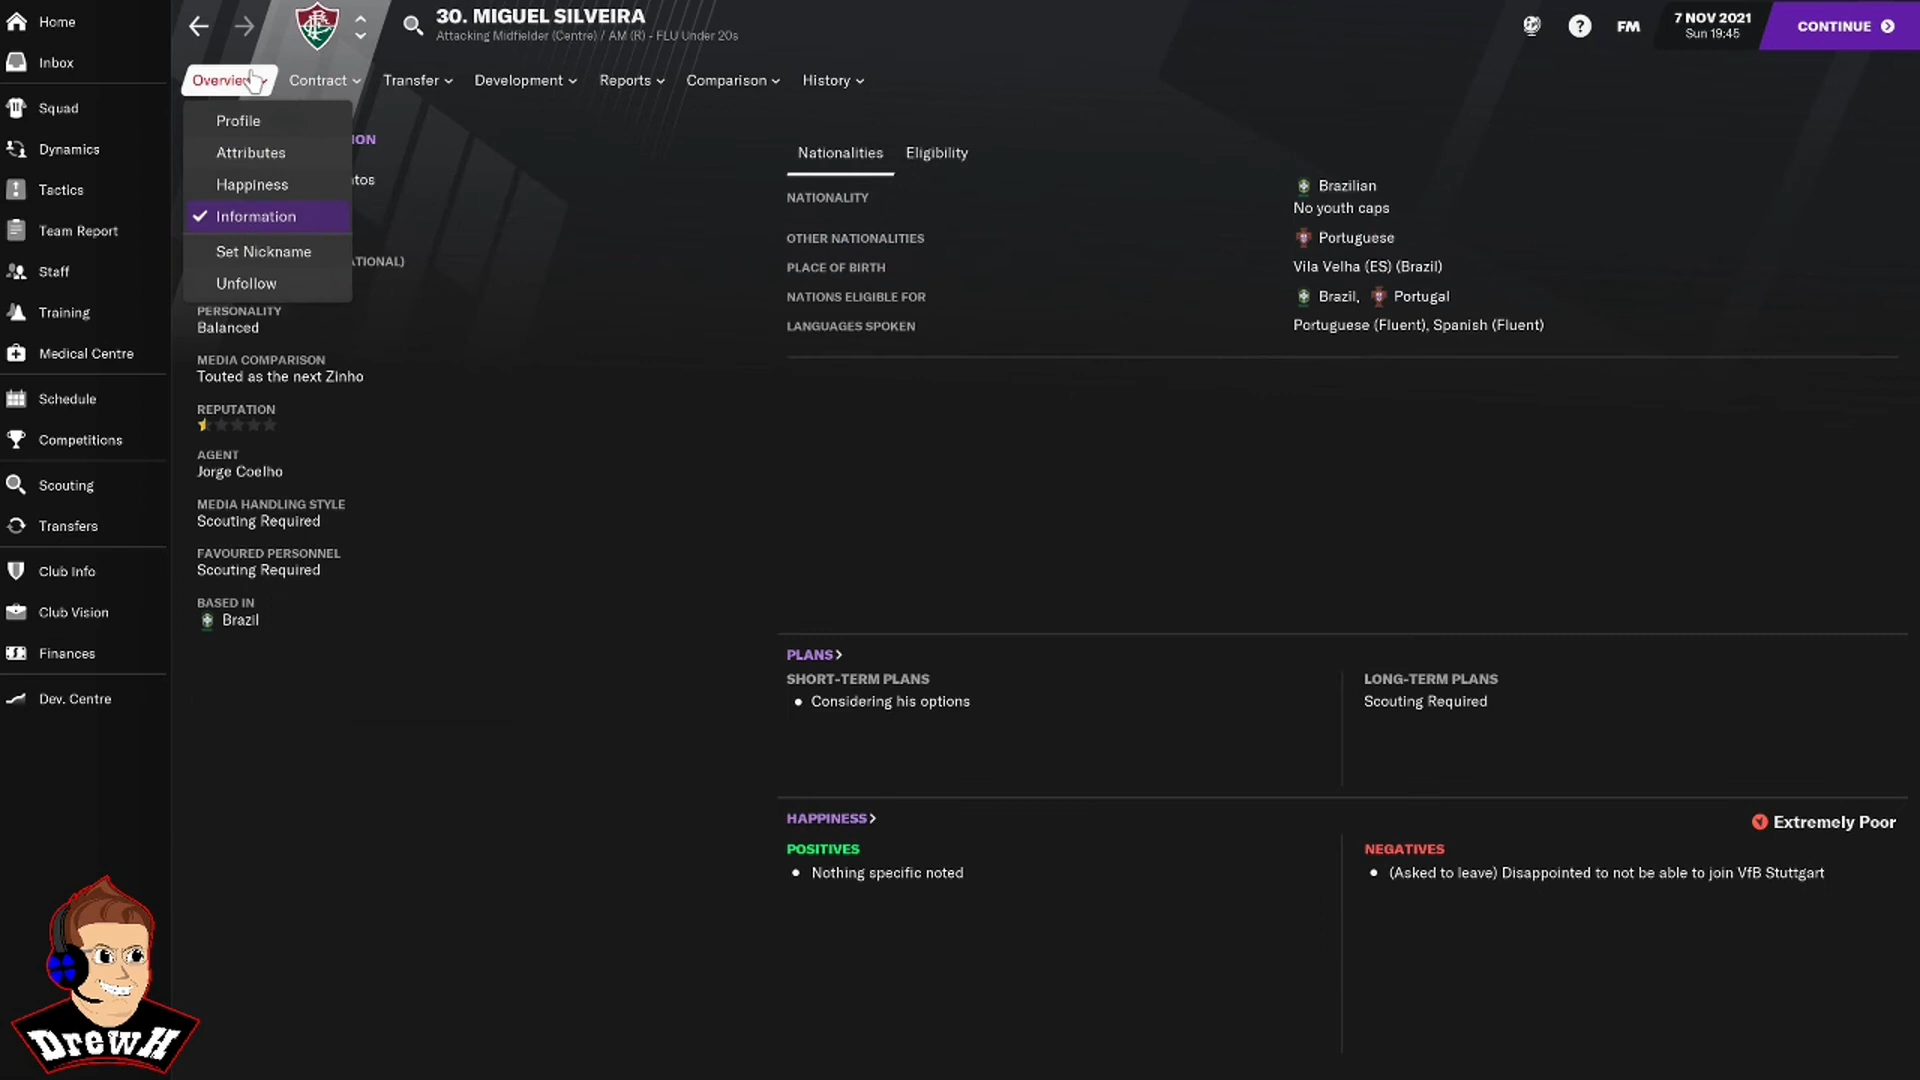 Home
Inbox
Squad
Dynamics
Tactics
Team Report
Staff
Training
Medical Centre
Schedule
Competitions
Scouting
Transfers
Club Info
Club Vision
Finances
Dev. Centre
DrewH
30. MIGUEL SILVEIRA
Attacking Midfielder (Centre) / AM (R) - FLU Under 20s
FM
7 NOV 2021
Sun 19:45
CONTINUE
Overview
Contract
Transfer
Development
Reports
Comparison
History
Profile
Attributes
Happiness
Information
Set Nickname
Unfollow
ION
tos
ATIONAL)
PERSONALITY
Balanced
MEDIA COMPARISON
Touted as the next Zinho
REPUTATION
AGENT
Jorge Coelho
MEDIA HANDLING STYLE
Scouting Required
FAVOURED PERSONNEL
Scouting Required
BASED IN
Brazil
Nationalities Eligibility
NATIONALITY
Brazilian
No youth caps
OTHER NATIONALITIES
Portuguese
PLACE OF BIRTH
Vila Velha (ES) (Brazil)
NATIONS ELIGIBLE FOR
Brazil, Portugal
LANGUAGES SPOKEN
Portuguese (Fluent), Spanish (Fluent)
PLANS
SHORT-TERM PLANS
Considering his options
LONG-TERM PLANS
Scouting Required
HAPPINESS
Extremely Poor
POSITIVES
Nothing specific noted
NEGATIVES
(Asked to leave) Disappointed to not be able to join VfB Stuttgart